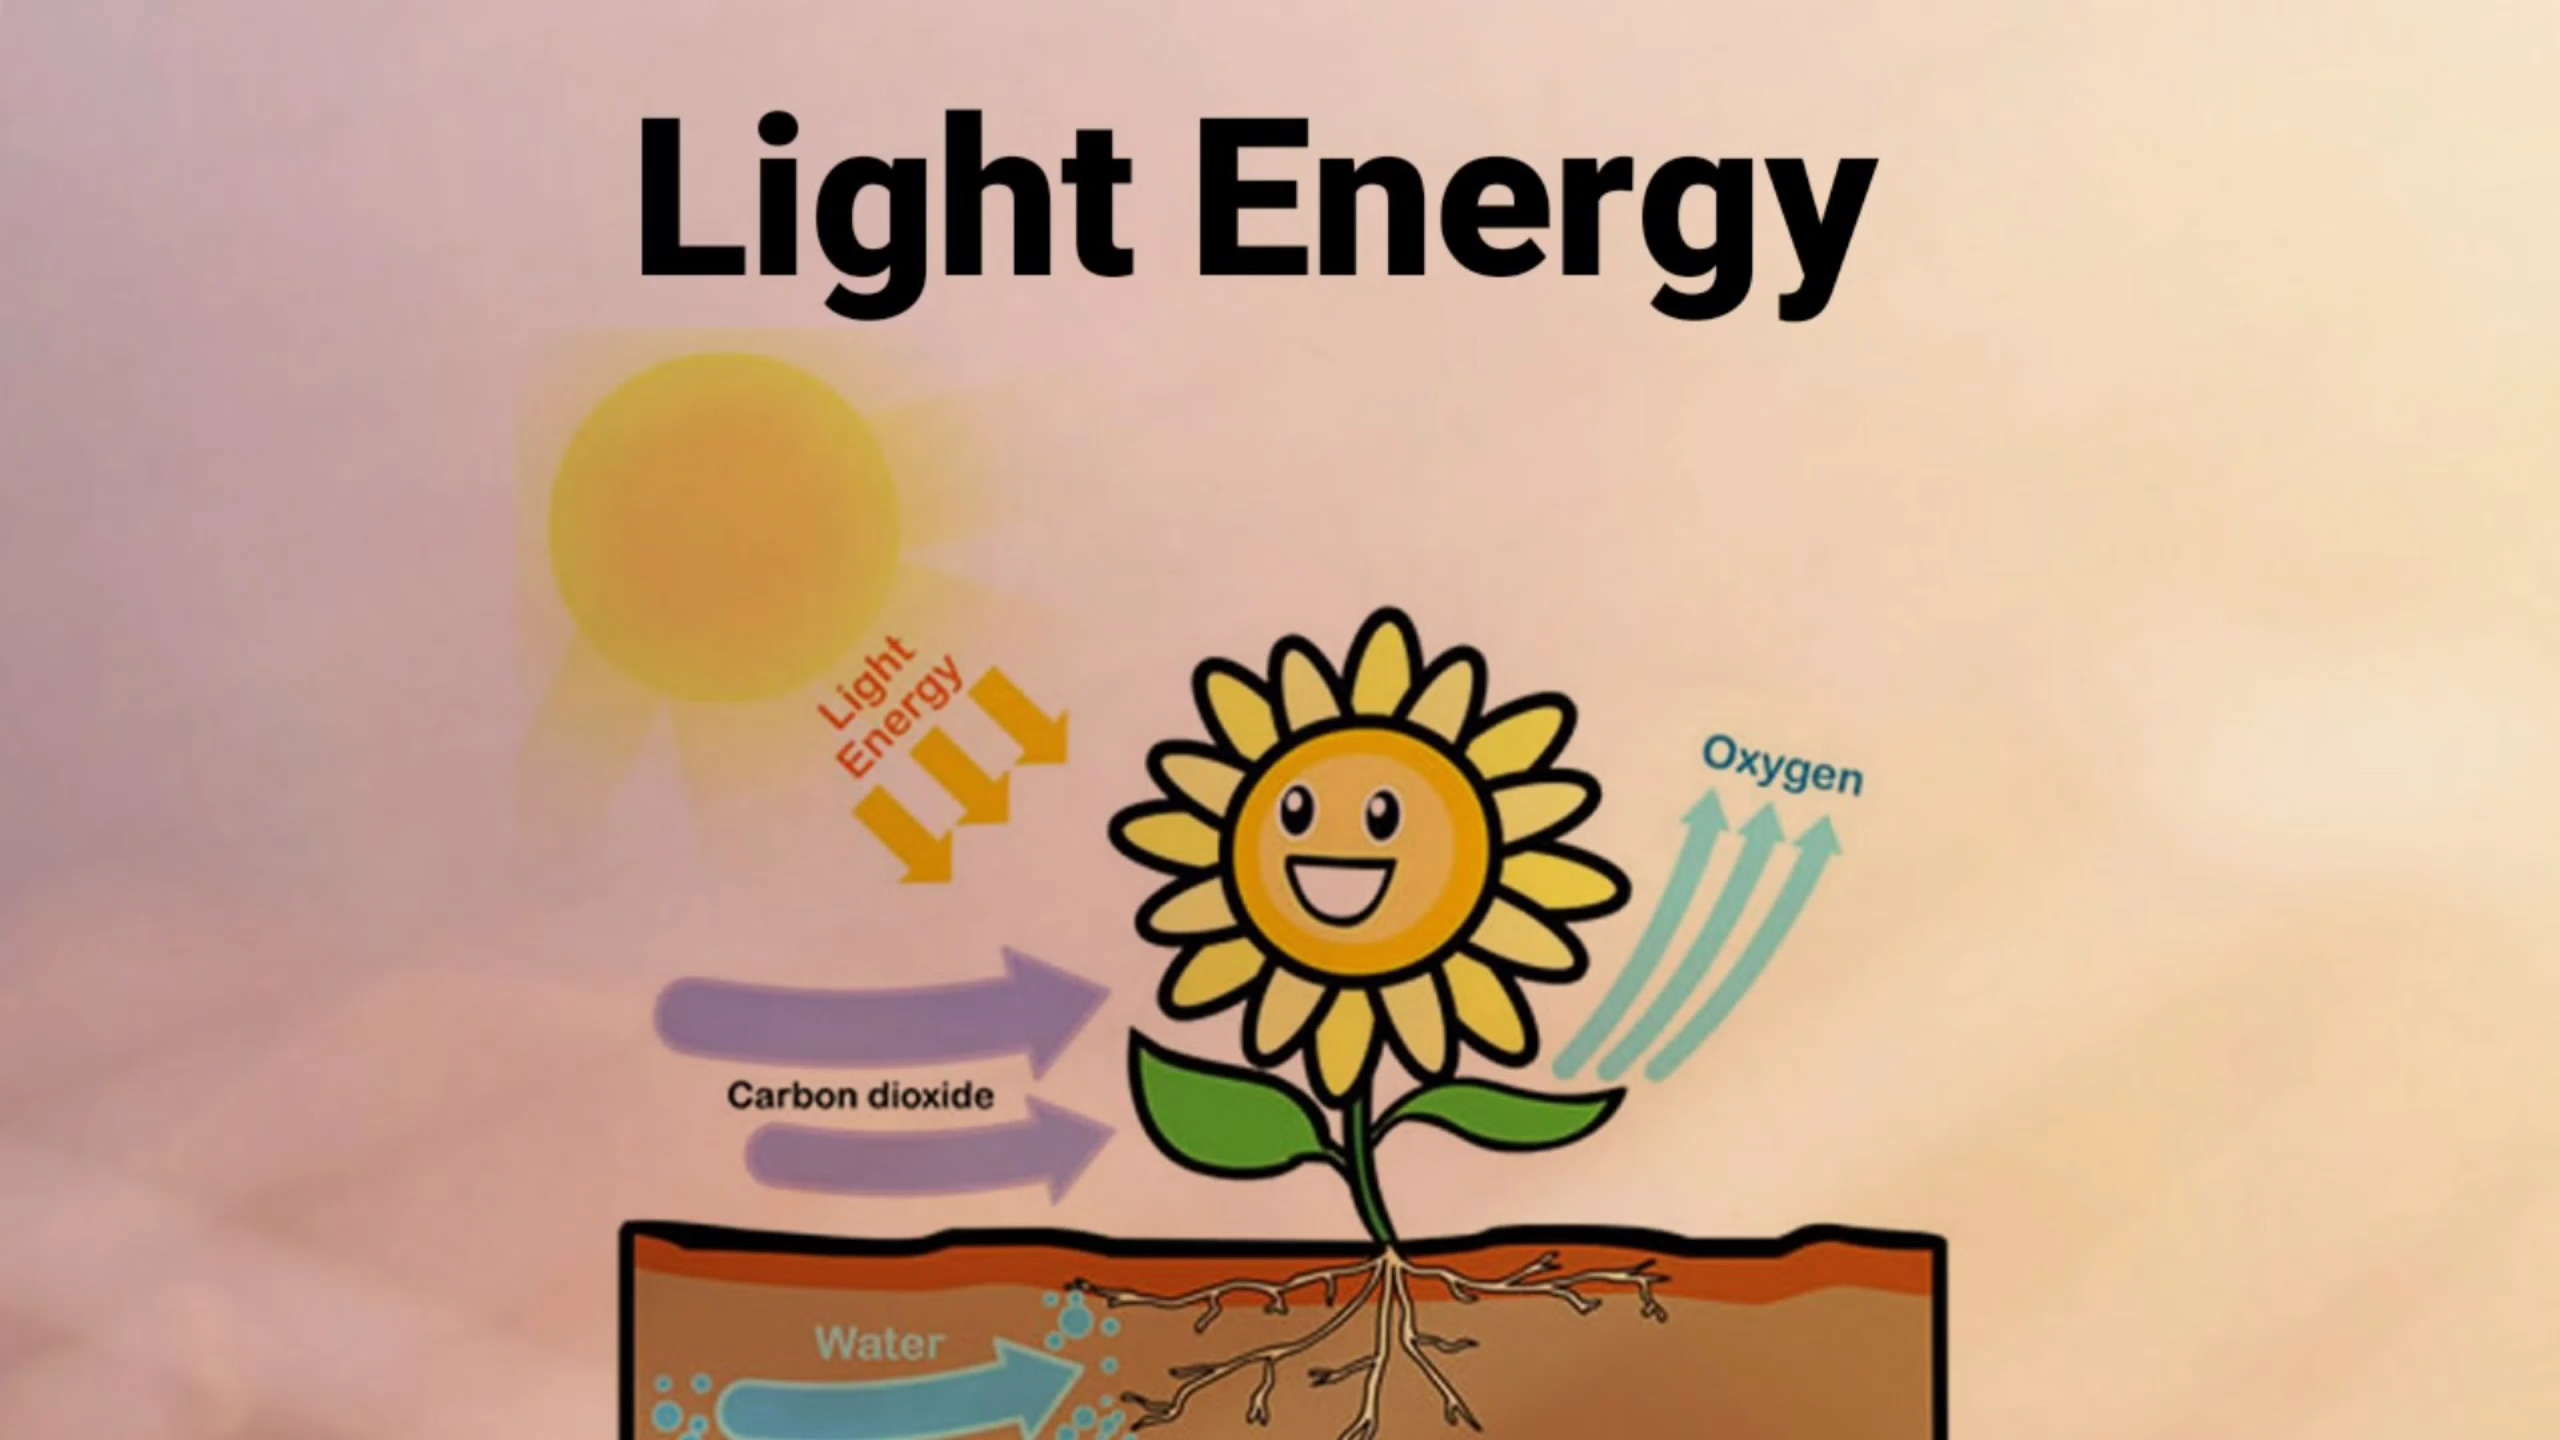 Light Energy
Light
Energy
Oxygen
Carbon dioxide
Water